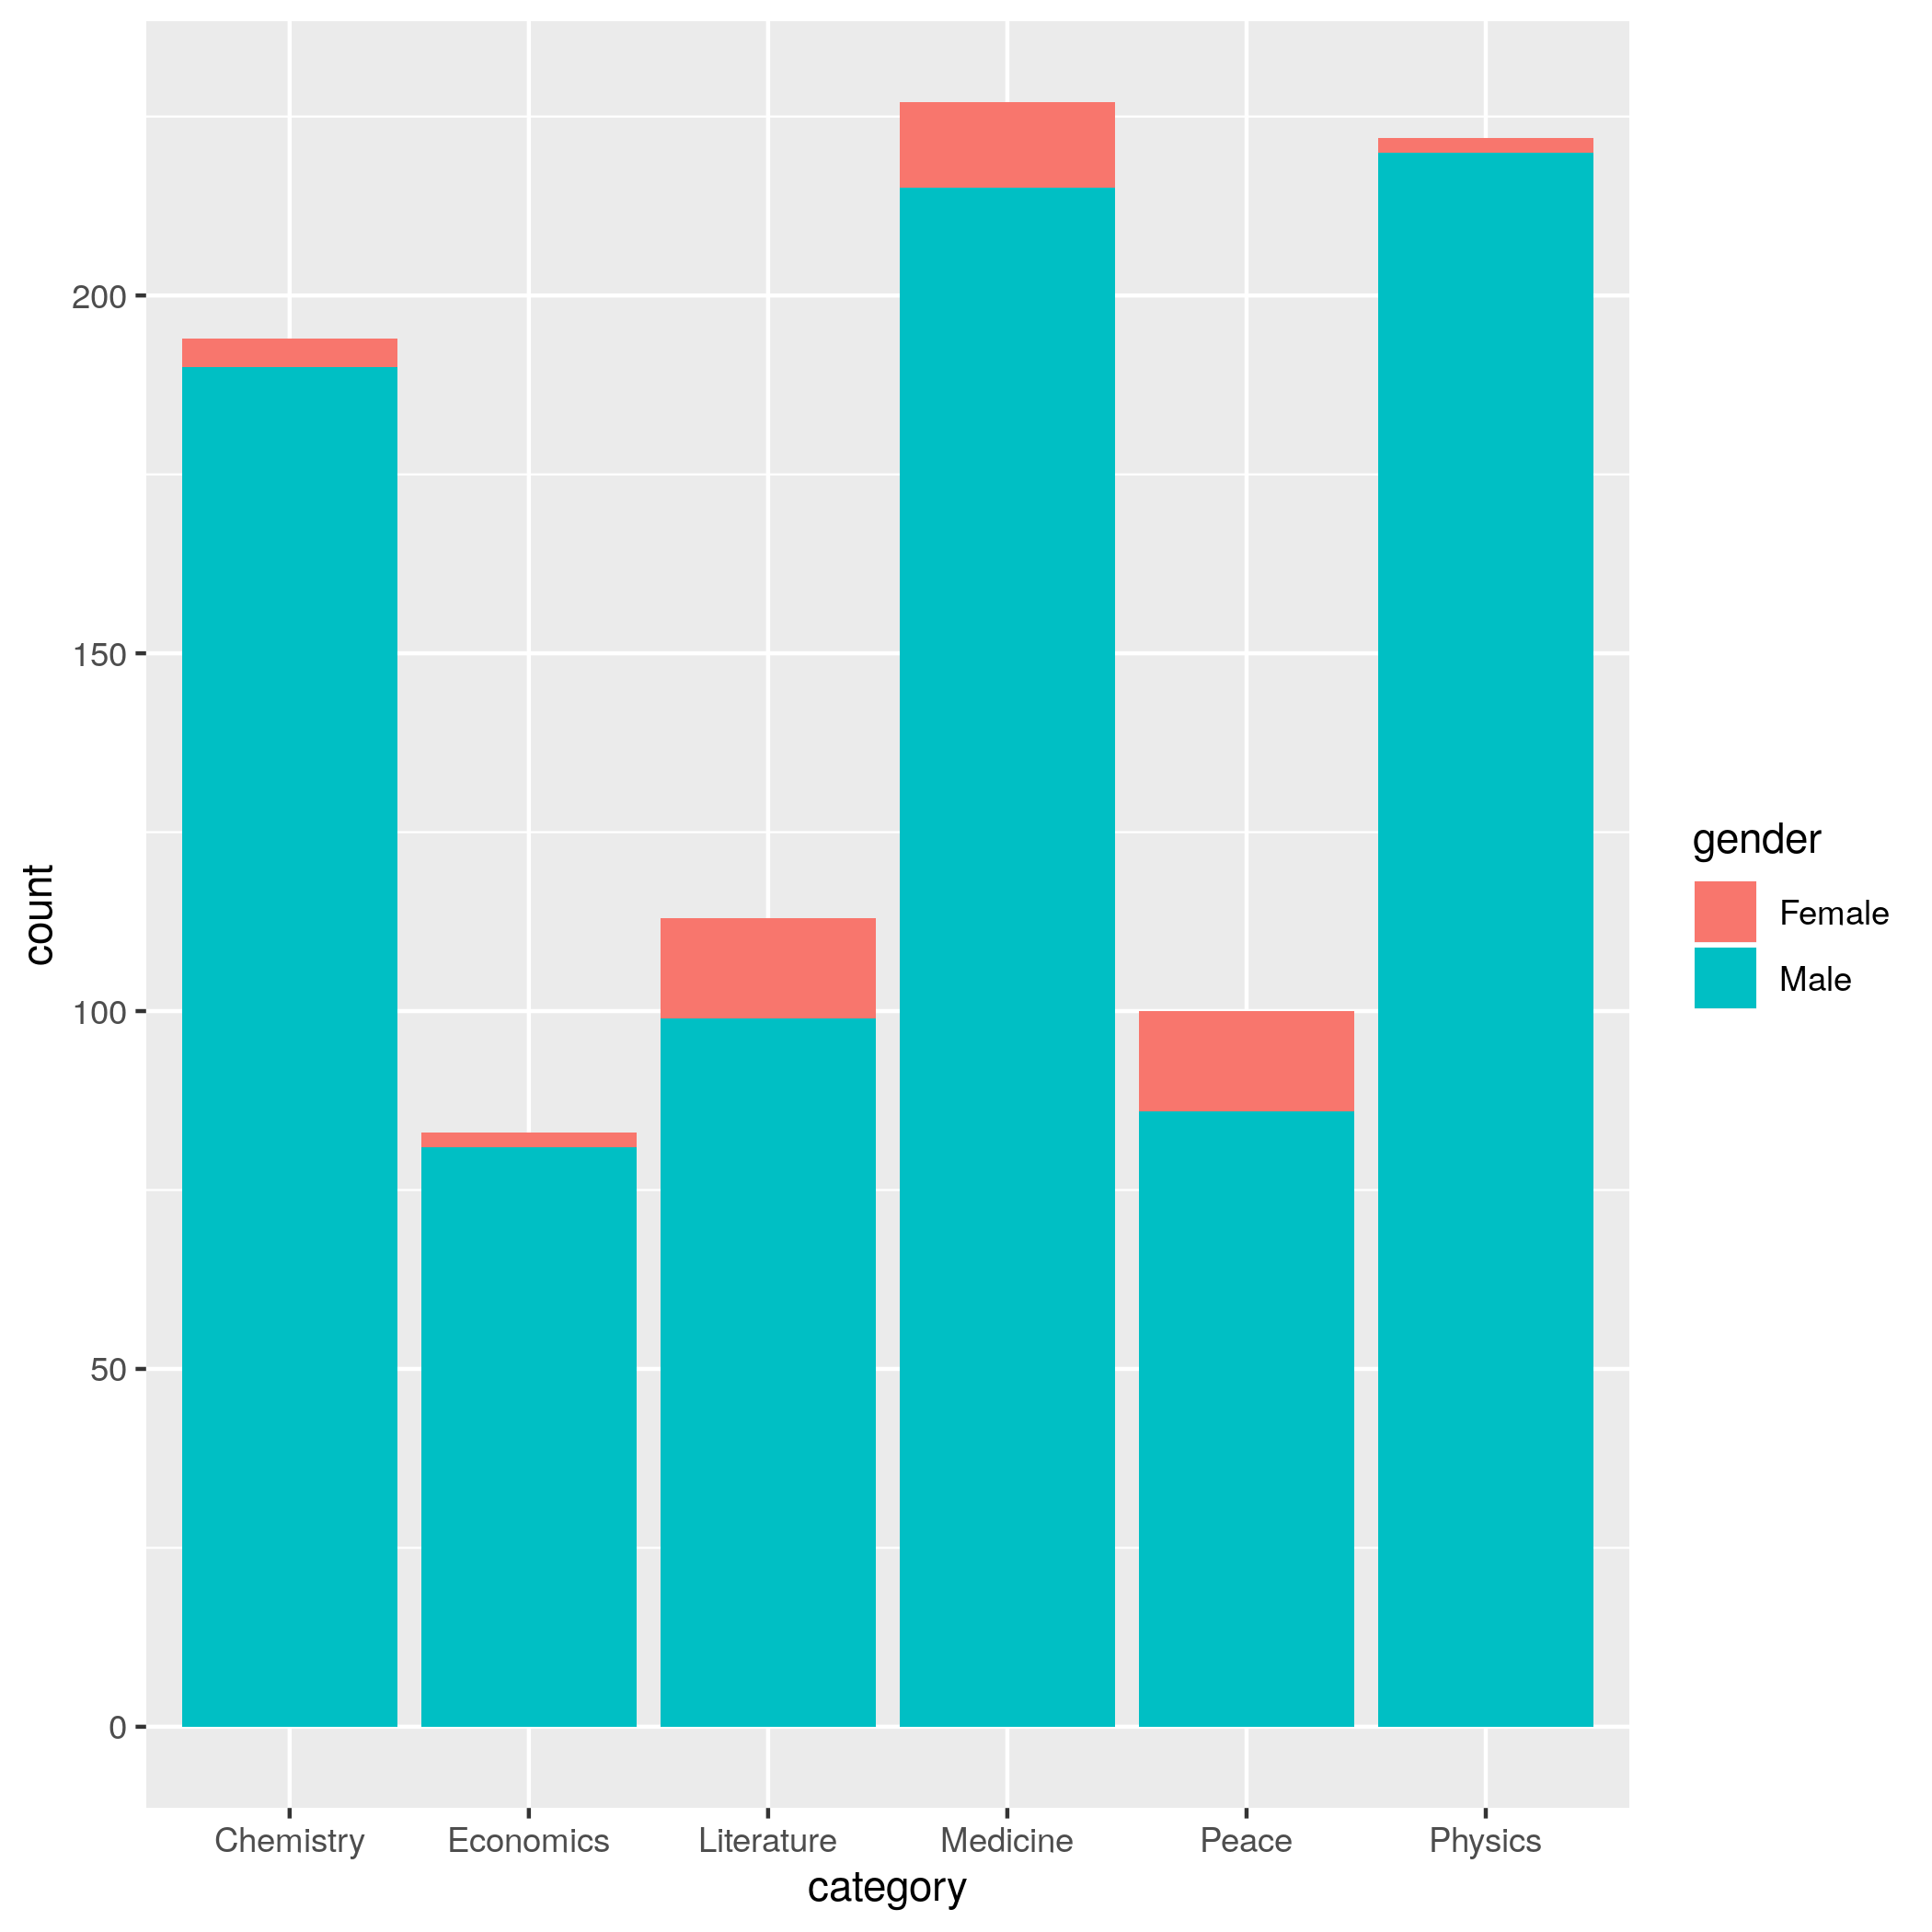 count
200
150
100
50
0
Chemistry Economics Literature Medicine Peace Physics
category
gender
Female
Male